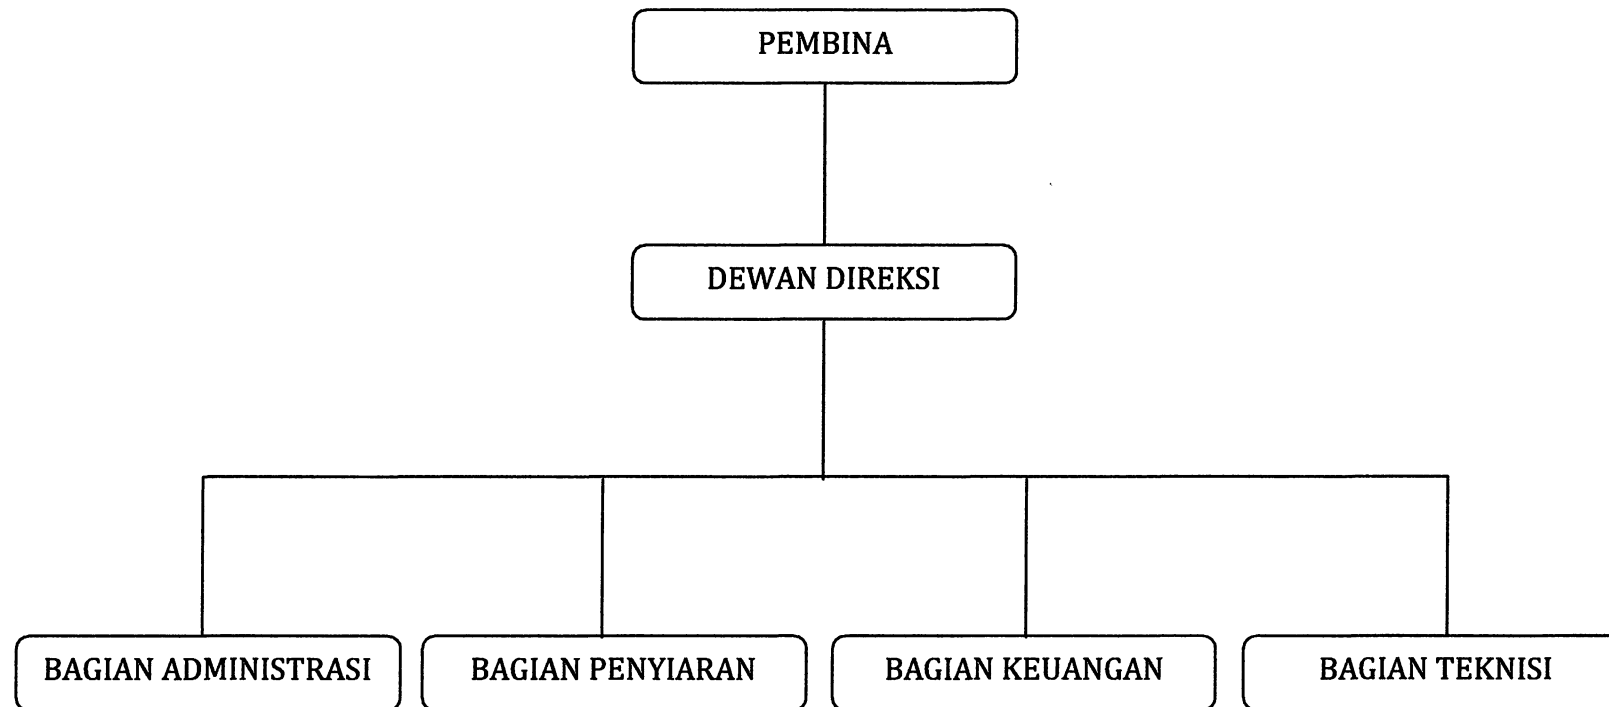 PEMBINA
DEWAN DIREKSI
BAGIAN ADMINISTRASI
BAGIAN PENYIARAN
BAGIAN KEUANGAN
BAGIAN TEKNISI